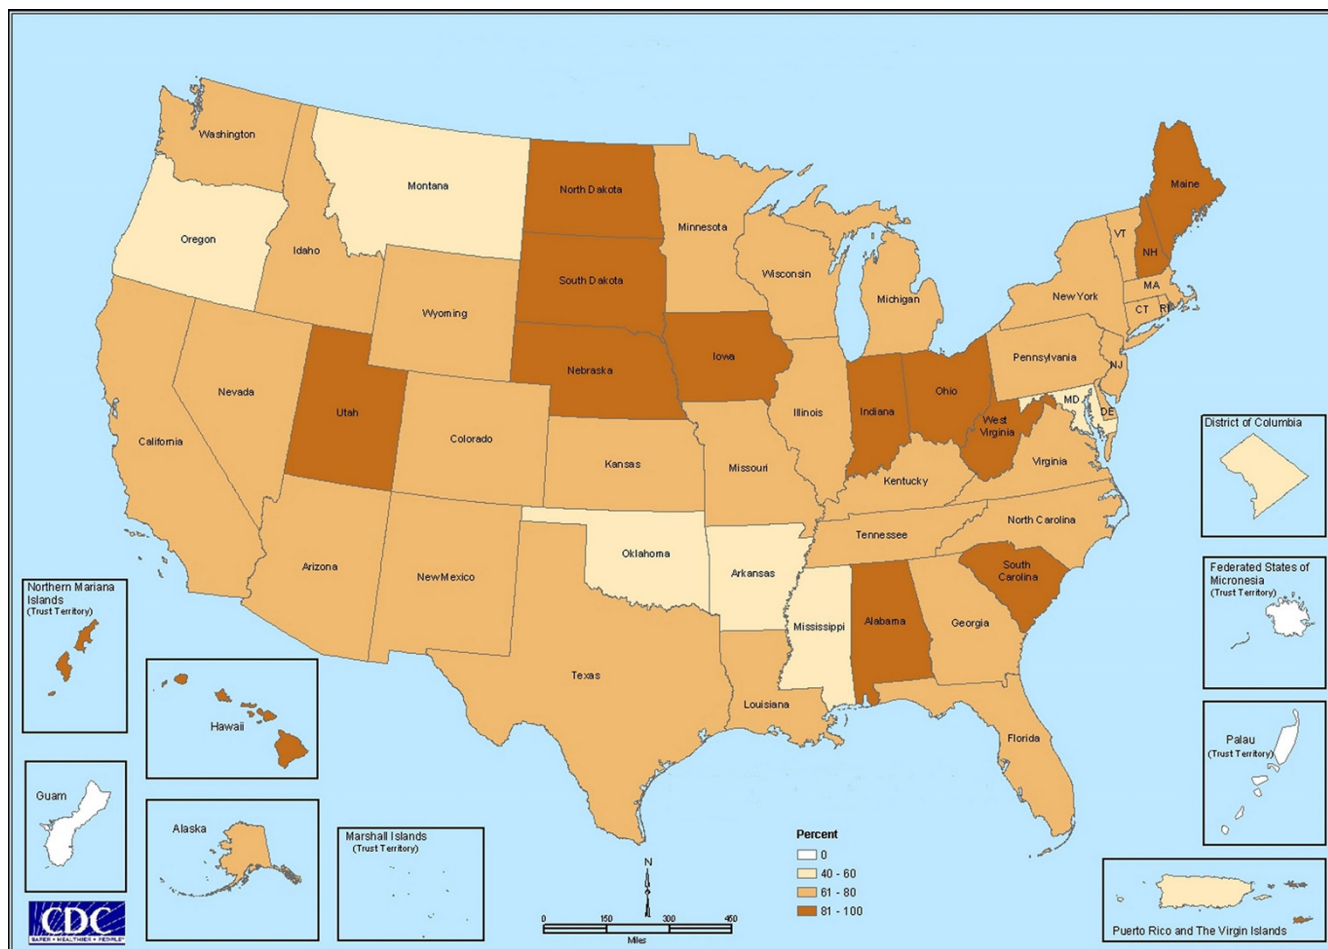 Washington
Montana
North Dakota
Minnesota
Maine
Oregon
Idaho
VT
NH
South Dakota
Wisconsin
Michigan
MA
New York
Wyoming
CT
RI
Iowa
Pennsylvania
NJ
Nebraska
Nevada
Utah
Illinois
Indiana
Ohio
MD
DE
West
Virginia
California
Colorado
Kansas
Missouri
Kentucky
Virginia
District of Columbia
North Carolina
Tennessee
Oklahoma
Arkansas
Arizona
New Mexico
South
Carolina
Northern Mariana
Islands
(Trust Territory)
Federated States of
Micronesia
(Trust Territory)
Mississippi
Alabama
Georgia
Texas
Louisiana
Florida
Hawaii
Palau
(Trust Territory)
Guam
Alaska
Marshall Islands
(Trust Territory)
Percent
0
40 - 60
61 - 80
81 - 100
N
0 150 300 450
Miles
CDC
SAFER • HEALTHIER • PEOPLE™
Puerto Rico and The Virgin Islands